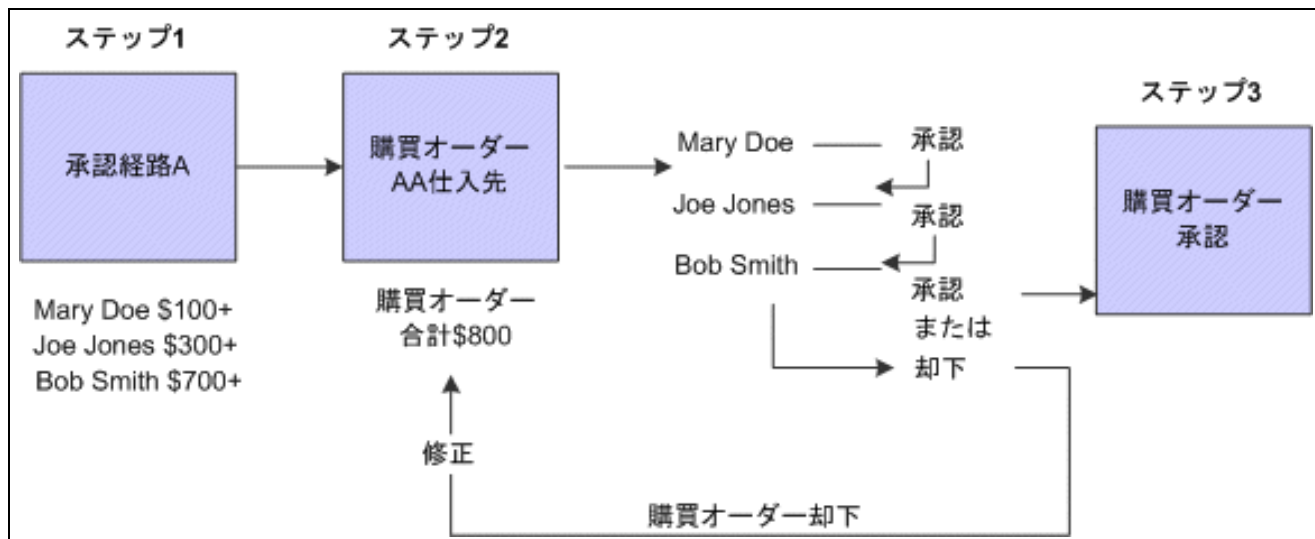 ステップ1
承認経路A
Mary Doe $100+
Joe Jones $300+
Bob Smith $700+
ステップ2
購買オーダー
AA仕入先
購買オーダー
合計$800
Mary Doe
承認
Joe Jones
承認
Bob Smith
承認
または
却下
ステップ3
購買オーダー
承認
修正
購買オーダー却下